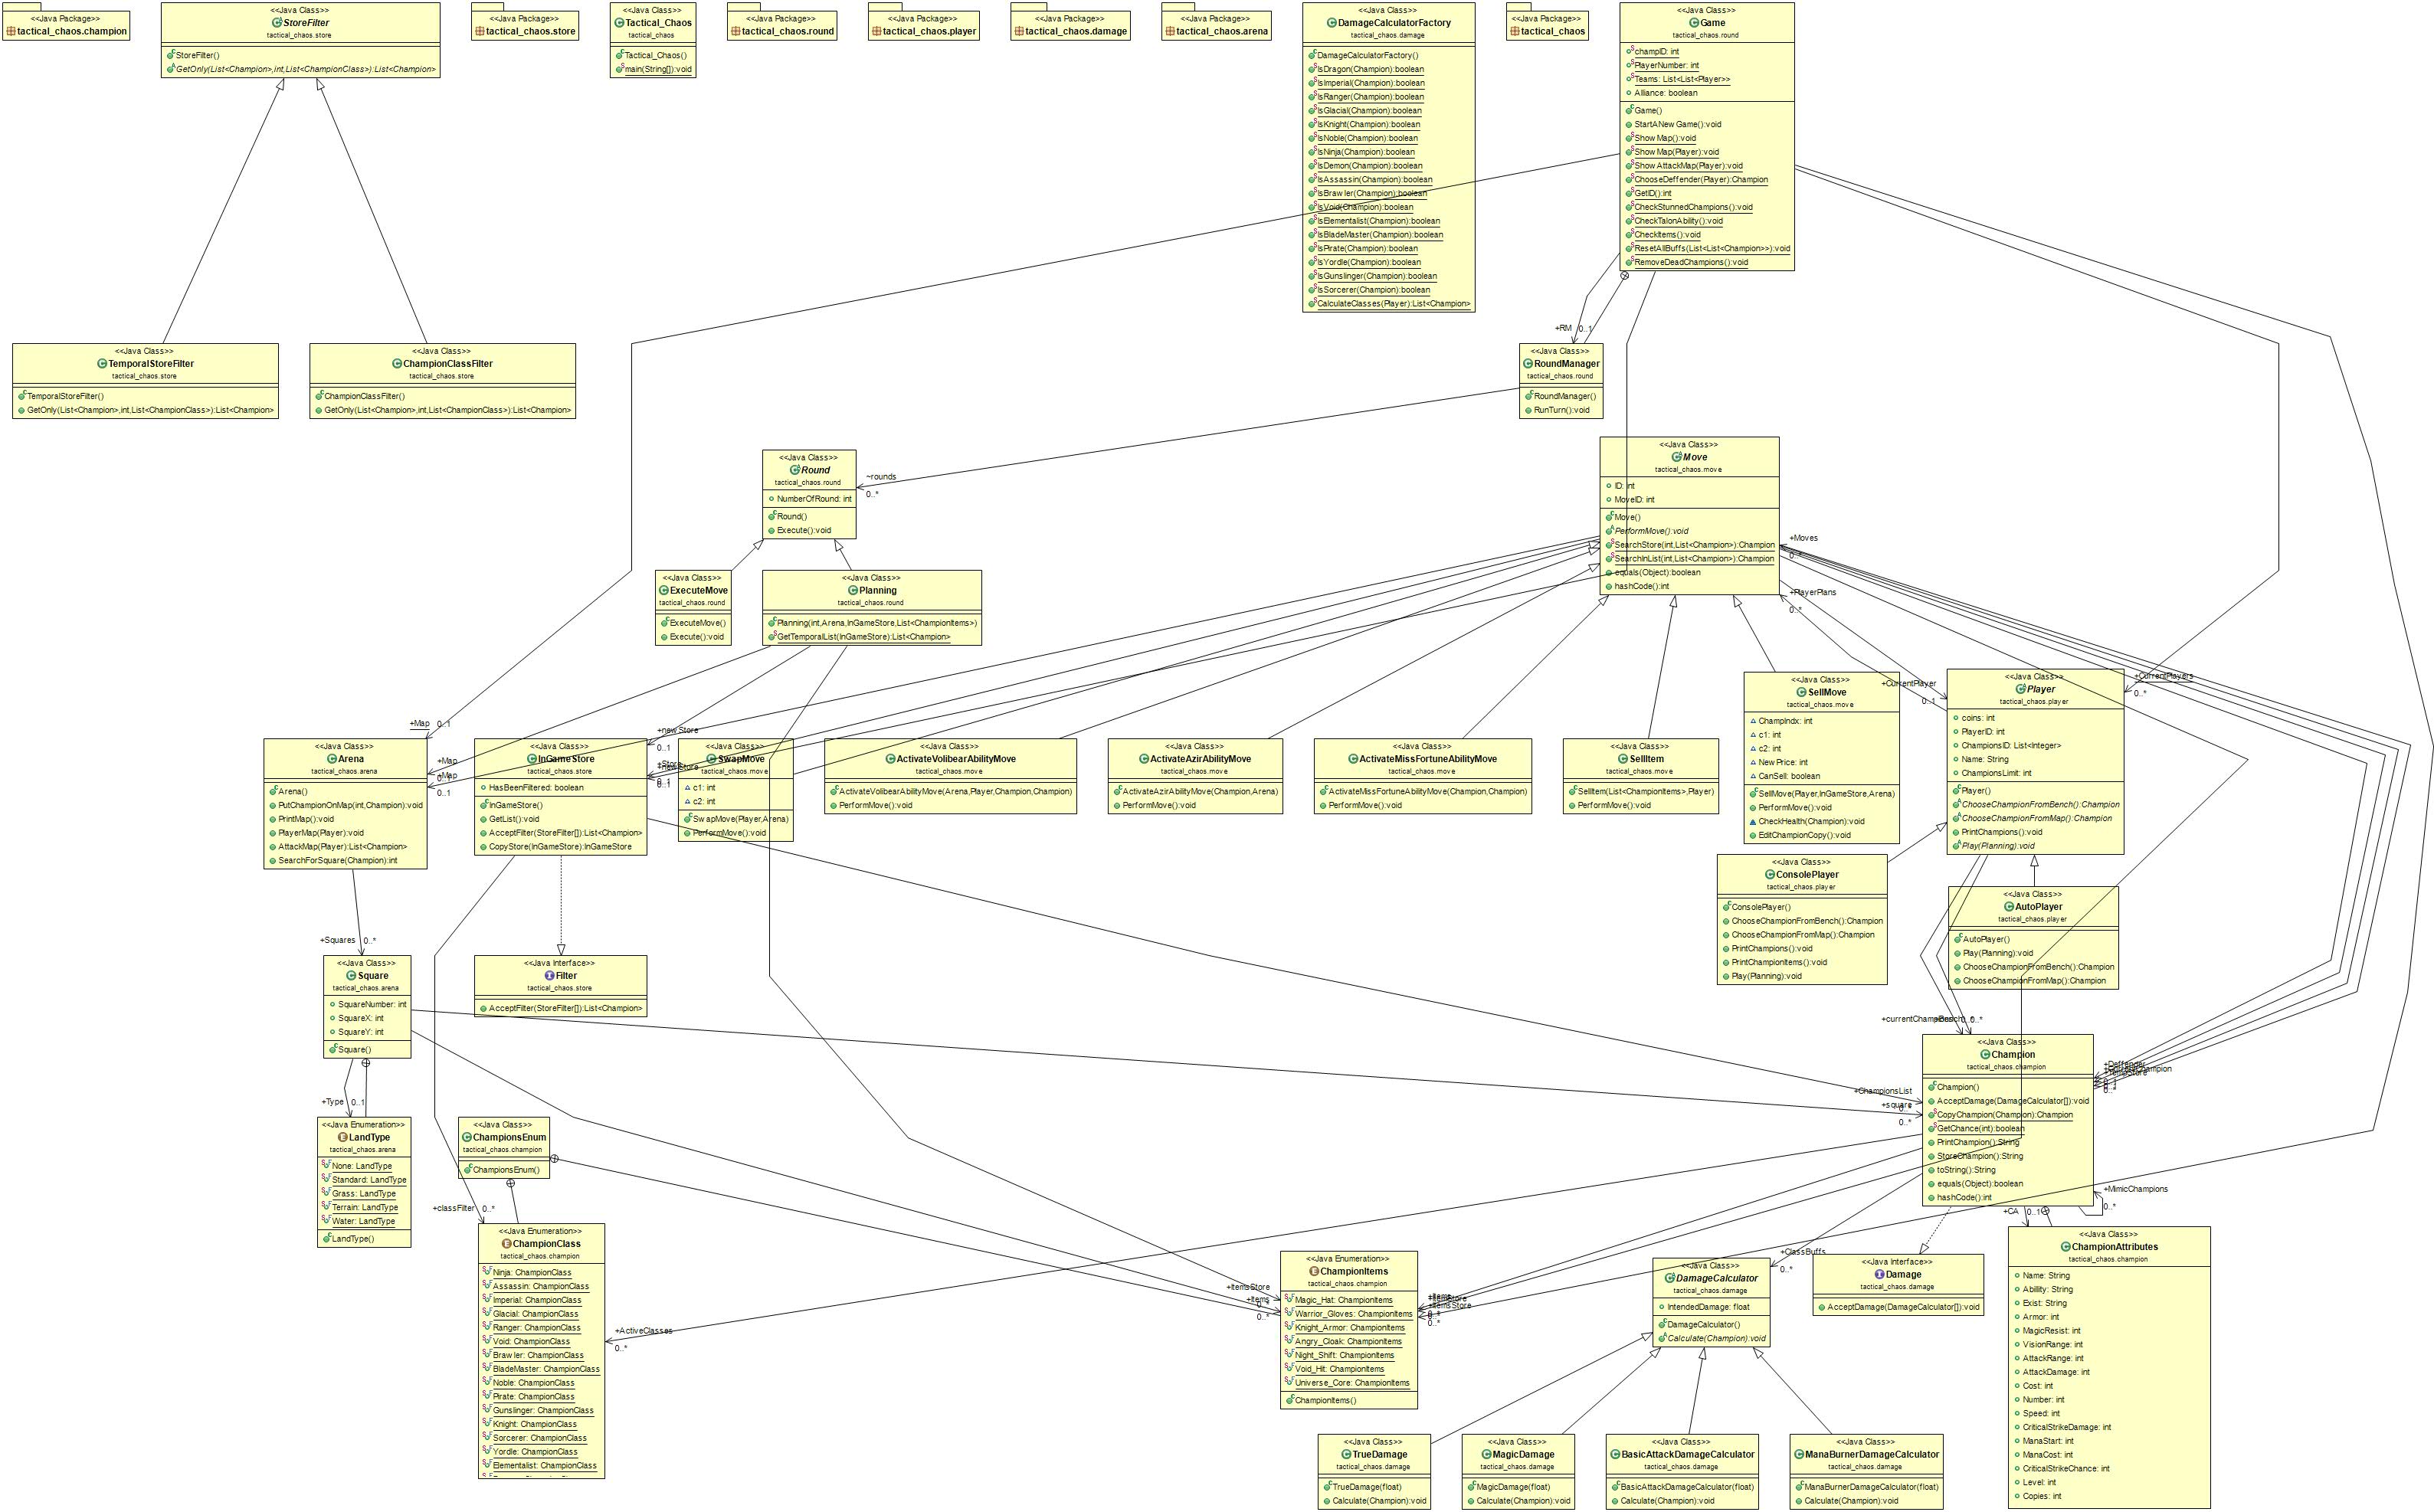 <<Java Package>>
tactical_chaos.champion
<<Java Class>>
StoreFilter
tactical_chaos.store
StoreFilter()
GetOnly(List<Champion>,int,List<ChampionClass>):List<Champion>
<<Java Package>>
tactical_chaos.store
<<Java Class>>
Tactical_Chaos
tactical_chaos
Tactical_Chaos()
main(String[]):void
<<Java Package>>
tactical_chaos.round
<<Java Package>>
tactical_chaos.player
<<Java Package>>
tactical_chaos.damage
<<Java Package>>
tactical_chaos.arena
<<Java Class>>
DamageCalculatorFactory
tactical_chaos.damage
DamageCalculatorFactory()
IsDragon(Champion):boolean
IsImperial(Champion):boolean
IsRanger(Champion):boolean
IsGlacial(Champion):boolean
IsKnight(Champion):boolean
IsNoble(Champion):boolean
IsNinja(Champion):boolean
IsDemon(Champion):boolean
IsAssassin(Champion):boolean
IsBrawler(Champion):boolean
IsVoid(Champion):boolean
IsElementalist(Champion):boolean
IsBladeMaster(Champion):boolean
IsPirate(Champion):boolean
IsYordle(Champion):boolean
IsGunslinger(Champion):boolean
IsSorcerer(Champion):boolean
CalculateClasses(Player):List<Champion>
<<Java Package>>
tactical_chaos
<<Java Class>>
Game
tactical_chaos.round
champID: int
PlayerNumber: int
Teams: List<List<Player>>
Alliance: boolean
Game()
StartANewGame():void
ShowMap():void
ShowMap(Player):void
ShowAttackMap(Player):void
ChooseDeffender(Player):Champion
GetID():int
CheckStunnedChampions():void
CheckTalonAbility():void
CheckItems():void
ResetAllBuffs(List<List<Champion>>):void
RemoveDeadChampions():void
+RM
0..1
<<Java Class>>
TemporalStoreFilter
tactical_chaos.store
TemporalStoreFilter()
GetOnly(List<Champion>,int,List<ChampionClass>):List<Champion>
<<Java Class>>
ChampionClassFilter
tactical_chaos.store
ChampionClassFilter()
GetOnly(List<Champion>,int,List<ChampionClass>):List<Champion>
<<Java Class>>
RoundManager
tactical_chaos.round
RoundManager()
RunTurn():void
<<Java Class>>
Round
tactical_chaos.round
NumberOfRound: int
Round()
Execute():void
~rounds
0..*
<<Java Class>>
Move
tactical_chaos.move
ID: int
MoveID: int
Move()
PerformMove():void
SearchStore(int,List<Champion>):Champion
SearchInList(int,List<Champion>):Champion
equals(Object):boolean
hashCode():int
+Moves
0..*
+PlayerPlans
0..*
<<Java Class>>
ExecuteMove
tactical_chaos.round
ExecuteMove()
Execute():void
<<Java Class>>
Planning
tactical_chaos.round
Planning(int,Arena,InGameStore,List<ChampionItems>)
GetTemporalList(InGameStore):List<Champion>
<<Java Class>>
SellMove
tactical_chaos.move
ChampIndx: int
c1: int
c2: int
NewPrice: int
CanSell: boolean
SellMove(Player,InGameStore,Arena)
PerformMove():void
CheckHealth(Champion):void
EditChampionCopy():void
+CurrentPlayer
0..1
<<Java Class>>
Player
tactical_chaos.player
coins: int
PlayerID: int
ChampionsID: List<Integer>
Name: String
ChampionsLimit: int
Player()
ChooseChampionFromBench():Champion
ChooseChampionFromMap():Champion
PrintChampions():void
Play(Planning):void
+CurrentPlayers
0..*
+Map
0..1
<<Java Class>>
Arena
tactical_chaos.arena
Arena()
PutChampionOnMap(int,Champion):void
PrintMap():void
PlayerMap(Player):void
AttackMap(Player):List<Champion>
SearchForSquare(Champion):int
+Map
+Map
0..1
0..1
<<Java Class>>
InGameStore
tactical_chaos.store
HasBeenFiltered: boolean
InGameStore()
GetList():void
AcceptFilter(StoreFilter[]):List<Champion>
CopyStore(InGameStore):InGameStore
+newStore
0..1
+Store
+newStore
0..1
<<Java Class>>
SwapMove
tactical_chaos.move
c1: int
c2: int
SwapMove(Player,Arena)
PerformMove():void
<<Java Class>>
ActivateVolibearAbilityMove
tactical_chaos.move
ActivateVolibearAbilityMove(Arena,Player,Champion,Champion)
PerformMove():void
<<Java Class>>
ActivateAzirAbilityMove
tactical_chaos.move
ActivateAzirAbilityMove(Champion,Arena)
PerformMove():void
<<Java Class>>
ActivateMissFortuneAbilityMove
tactical_chaos.move
ActivateMissFortuneAbilityMove(Champion,Champion)
PerformMove():void
<<Java Class>>
SellItem
tactical_chaos.move
SellItem(List<ChampionItems>,Player)
PerformMove():void
<<Java Class>>
ConsolePlayer
tactical_chaos.player
ConsolePlayer()
ChooseChampionFromBench():Champion
ChooseChampionFromMap():Champion
PrintChampions():void
PrintChampionItems():void
Play(Planning):void
<<Java Class>>
AutoPlayer
tactical_chaos.player
AutoPlayer()
Play(Planning):void
ChooseChampionFromBench():Champion
ChooseChampionFromMap():Champion
+Squares
0..*
<<Java Class>>
Square
tactical_chaos.arena
SquareNumber: int
SquareX: int
SquareY: int
Square()
<<Java Interface>>
Filter
tactical_chaos.store
AcceptFilter(StoreFilter[]):List<Champion>
0..*
<<Java Class>>
Champion
tactical_chaos.champion
Champion()
AcceptDamage(DamageCalculator[]):void
CopyChampion(Champion):Champion
GetChance(int):boolean
PrintChampion():String
StoreChampion():String
toString():String
equals(Object):boolean
hashCode():int
+Deffender
0..*
+ChampionsList
+square
0..*
0..*
+MimicChampions
0..*
+CA
0..1
+Type
0..1
<<Java Enumeration>>
LandType
tactical_chaos.arena
None: LandType
Standard: LandType
Grass: LandType
Terrain: LandType
Water: LandType
LandType()
<<Java Class>>
ChampionsEnum
tactical_chaos.champion
ChampionsEnum()
+classFilter
0..*
<<Java Enumeration>>
ChampionClass
tactical_chaos.champion
Ninja: ChampionClass
Assassin: ChampionClass
Imperial: ChampionClass
Glacial: ChampionClass
Ranger: ChampionClass
Void: ChampionClass
Brawler: ChampionClass
BladeMaster: ChampionClass
Noble: ChampionClass
Pirate: ChampionClass
Gunslinger: ChampionClass
Knight: ChampionClass
Sorcerer: ChampionClass
Yordle: ChampionClass
Elementalist: ChampionClass
+ActiveClasses
0..*
+ItemsStore
+Items
0..*
0..*
<<Java Enumeration>>
ChampionItems
tactical_chaos.champion
Magic_Hat: ChampionItems
Warrior_Gloves: ChampionItems
Knight_Armor: ChampionItems
Angry_Cloak: ChampionItems
Night_Shift: ChampionItems
Void_Hit: ChampionItems
Universe_Core: ChampionItems
ChampionItems()
+ItemsStore
0..*
<<Java Class>>
DamageCalculator
tactical_chaos.damage
IntendedDamage: float
DamageCalculator()
Calculate(Champion):void
+ClassBuffs
0..*
<<Java Interface>>
Damage
tactical_chaos.damage
AcceptDamage(DamageCalculator[]):void
<<Java Class>>
ChampionAttributes
tactical_chaos.champion
Name: String
Abillity: String
Exist: String
Armor: int
MagicResist: int
VisionRange: int
AttackRange: int
AttackDamage: int
Cost: int
Number: int
Speed: int
CriticalStrikeDamage: int
ManaStart: int
ManaCost: int
CriticalStrikeChance: int
Level: int
Copies: int
<<Java Class>>
TrueDamage
tactical_chaos.damage
TrueDamage(float)
Calculate(Champion):void
<<Java Class>>
MagicDamage
tactical_chaos.damage
MagicDamage(float)
Calculate(Champion):void
<<Java Class>>
BasicAttackDamageCalculator
tactical_chaos.damage
BasicAttackDamageCalculator(float)
Calculate(Champion):void
<<Java Class>>
ManaBurnerDamageCalculator
tactical_chaos.damage
ManaBurnerDamageCalculator(float)
Calculate(Champion):void